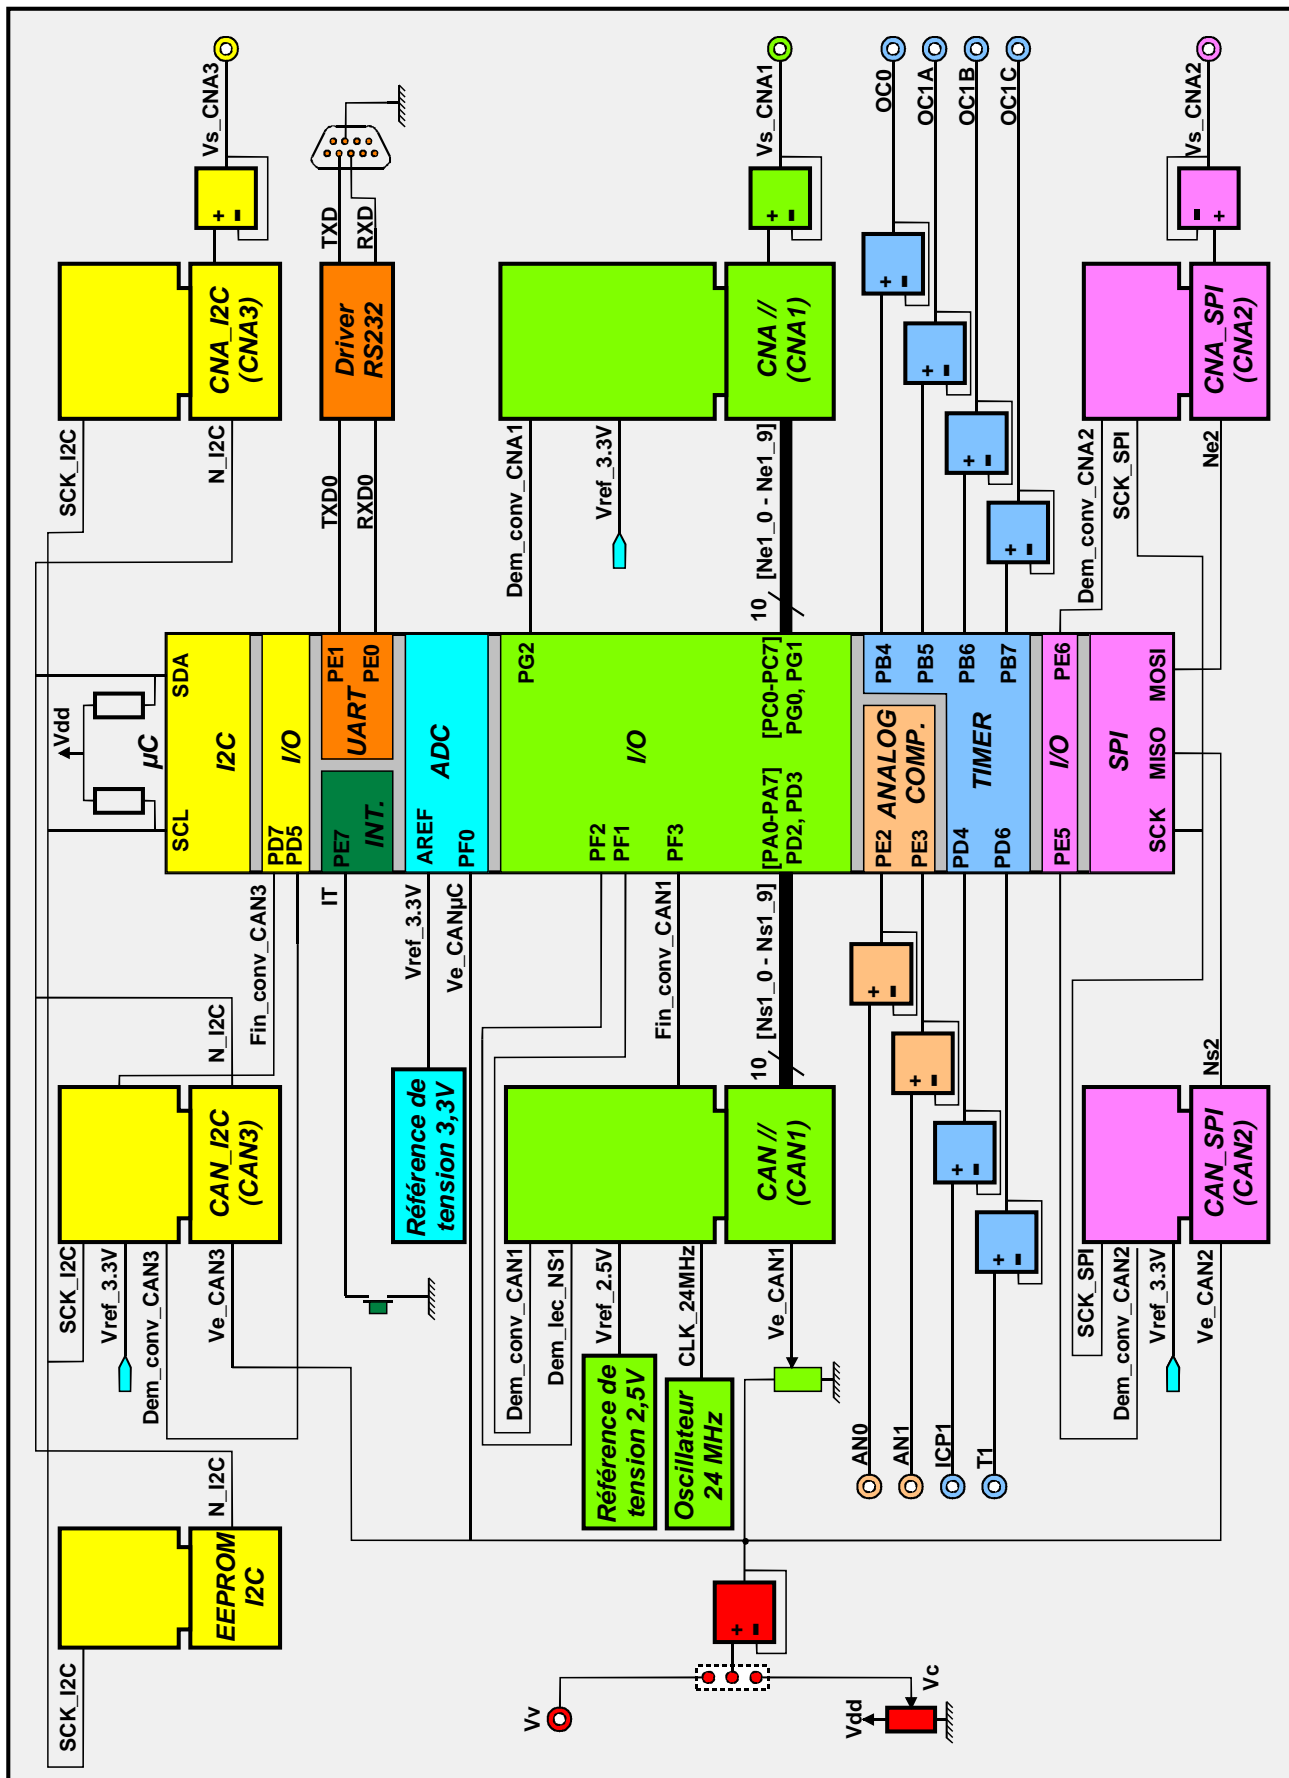 SCK_I2C
EEPROM
I2C
N_I2C
SCK_I2C
Vref_3.3V
Dem_conv_CAN3
Ve_CAN3
CAN_I2C
(CAN3)
N_I2C
Fin_conv_CAN3
SCL
Vdd
µC
SDA
I2C
PD7
PD5
I/O
SCK_I2C
N_I2C
CNA_I2C
(CNA3)
+
-
Vs_CNA3
IT
PE7
INT.
PE1
PE0
UART
TXD0
RXD0
Driver
RS232
TXD
RXD
Référence de
tension 3,3V
Vref_3.3V
Ve_CANµC
AREF
PF0
ADC
Dem_conv_CAN1
Dem_lec_NS1
Référence de
tension 2,5V
Vref_2.5V
Oscillateur
24 MHz
CLK_24MHz
Ve_CAN1
CAN //
(CAN1)
Fin_conv_CAN1
10
[Ns1_0 - Ns1_9]
PF2
PF1
PF3
[PA0-PA7]
PD2, PD3
I/O
PG2
[PC0-PC7]
PG0, PG1
Dem_conv_CNA1
Vref_3.3V
10
[Ne1_0 - Ne1_9]
CNA //
(CNA1)
+
-
Vs_CNA1
Vv
Vdd
Vc
+
-
AN0
AN1
ICP1
T1
+
-
+
-
+
-
+
-
PE2
PE3
ANALOG
COMP.
PD4
PD6
TIMER
PB4
PB5
PB6
PB7
+
-
+
-
+
-
+
-
OC0
OC1A
OC1B
OC1C
SCK_SPI
Dem_conv_CAN2
Vref_3.3V
Ve_CAN2
CAN_SPI
(CAN2)
Ns2
PE5
I/O
PE6
SCK
MISO
MOSI
SPI
Dem_conv_CNA2
SCK_SPI
Ne2
CNA_SPI
(CNA2)
-
+
Vs_CNA2